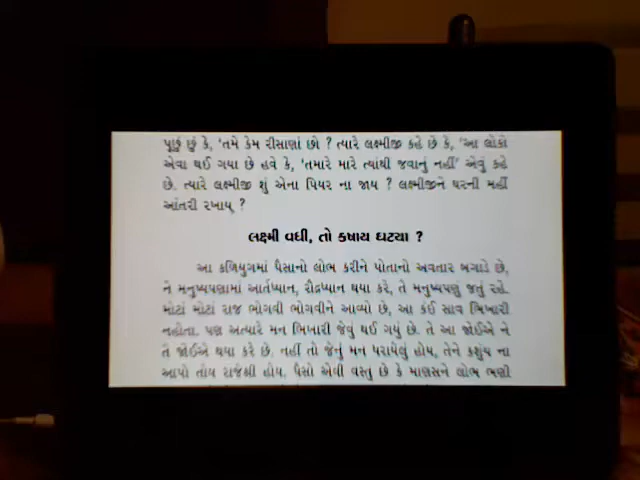 પૂછું છું કે, 'તમે કેમ રીસાણાં છો ? ત્યારે લક્ષ્મીજી કહે છે કે, 'આ લોકો
એવા થઈ ગયા છે હવે કે, 'તમારે મારે ત્યાંથી જવાનું નહીં' એવું કહે
છે. ત્યારે લક્ષ્મીજી શું એના પિયર ના જાય ? લક્ષ્મીજીને ઘરની મહીં
આંતરી રખાય ?
લક્ષ્મી વધી, તો કષાય ઘટયા ?
આ કળિયુગમાં પૈસાનો લોભ કરીને પોતાનો અવતાર બગાડે છે,
ને મનુષ્યપણામાં આર્તધ્યાન, રૌદ્રધ્યાન થયા કરે, તે મનુષ્યપણુ જતું રહે.
મોટાં મોટાં રાજ ભોગવી ભોગવીને આવ્યો છે, આ કંઈ સાવ ભિખારી
નહોતા. પણ અત્યારે મન ભિખારી જેવું થઈ ગયું છે. તે આ જોઈએ ને
તે જોઈએ થયા કરે છે. નહીં તો જેનું મન ધરાયેલું હોય, તેને કશુંય ના
આપો તોય રાજેશ્રી હોય. પૈસો એવી વસ્તુ છે કે માણસને લોભ ભણી